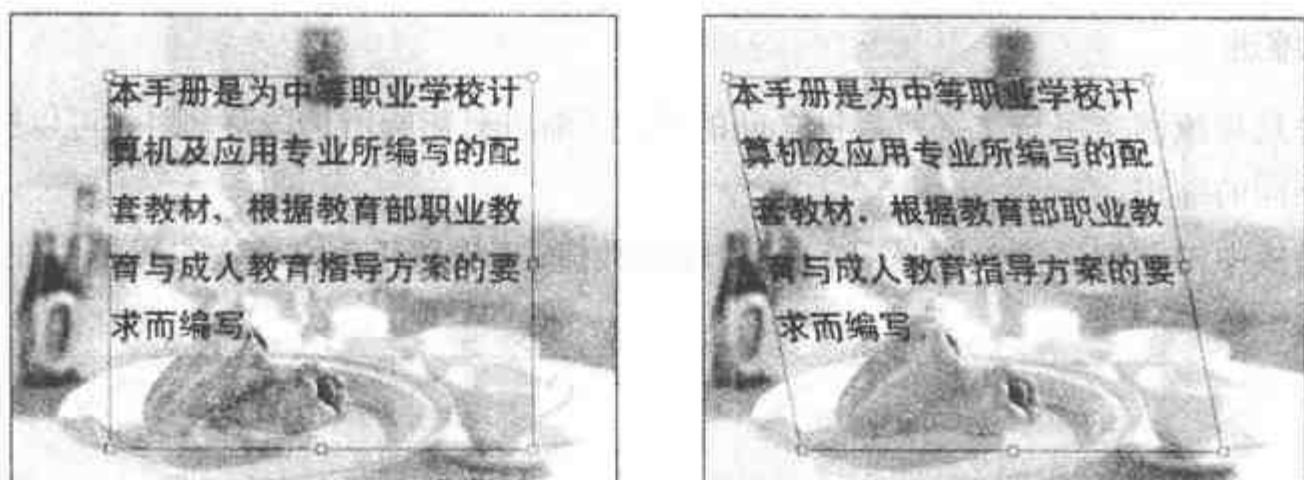 本手册是为中等职业学校计
算机及应用专业所编写的配
套教材、根据教育部职业教
育与成人教育指导方案的要
求而编写.
本手册是为中等职业学校计
算机及应用专业所编写的配
套教材．根据教育部职业教
育与成人教育指导方案的要
求而编写.